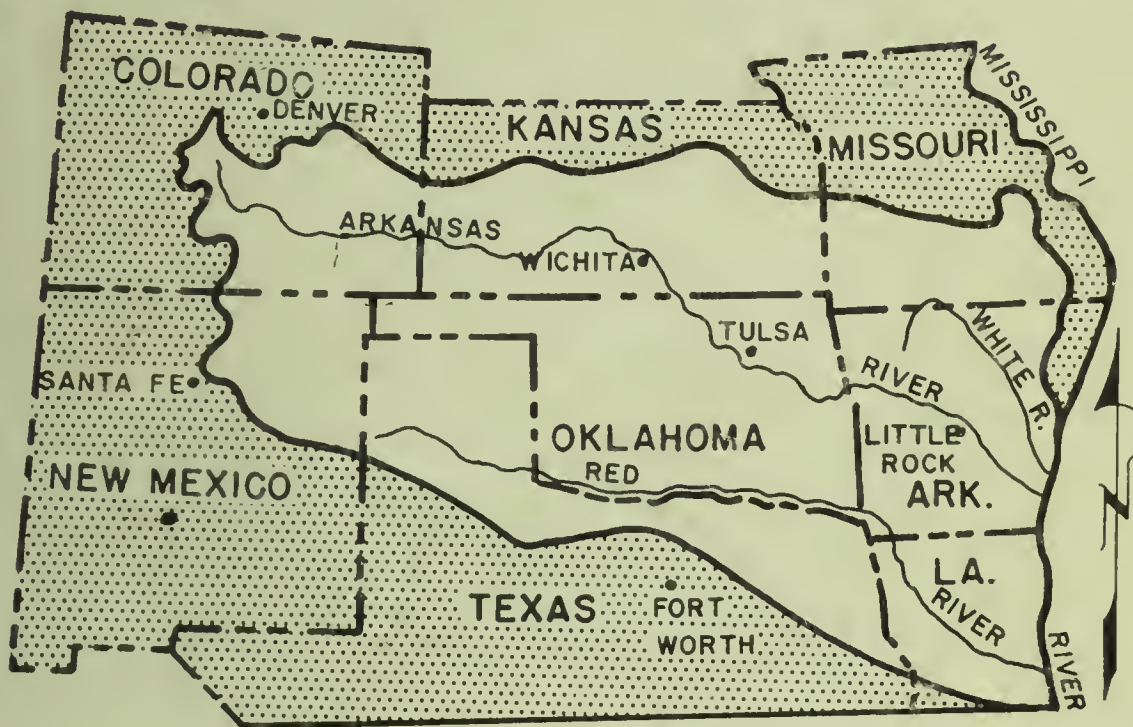 COLORADO
DENVER
KANSAS
MISSOURI
MISSISSIPPI
ARKANSAS
WICHITA
TULSA
RIVER
WHITE R.
SANTA FE
OKLAHOMA
LITTLE
ROCK
ARK.
RED
NEW MEXICO
LA.
RIVER
TEXAS
FORT
WORTH
RIVER
N